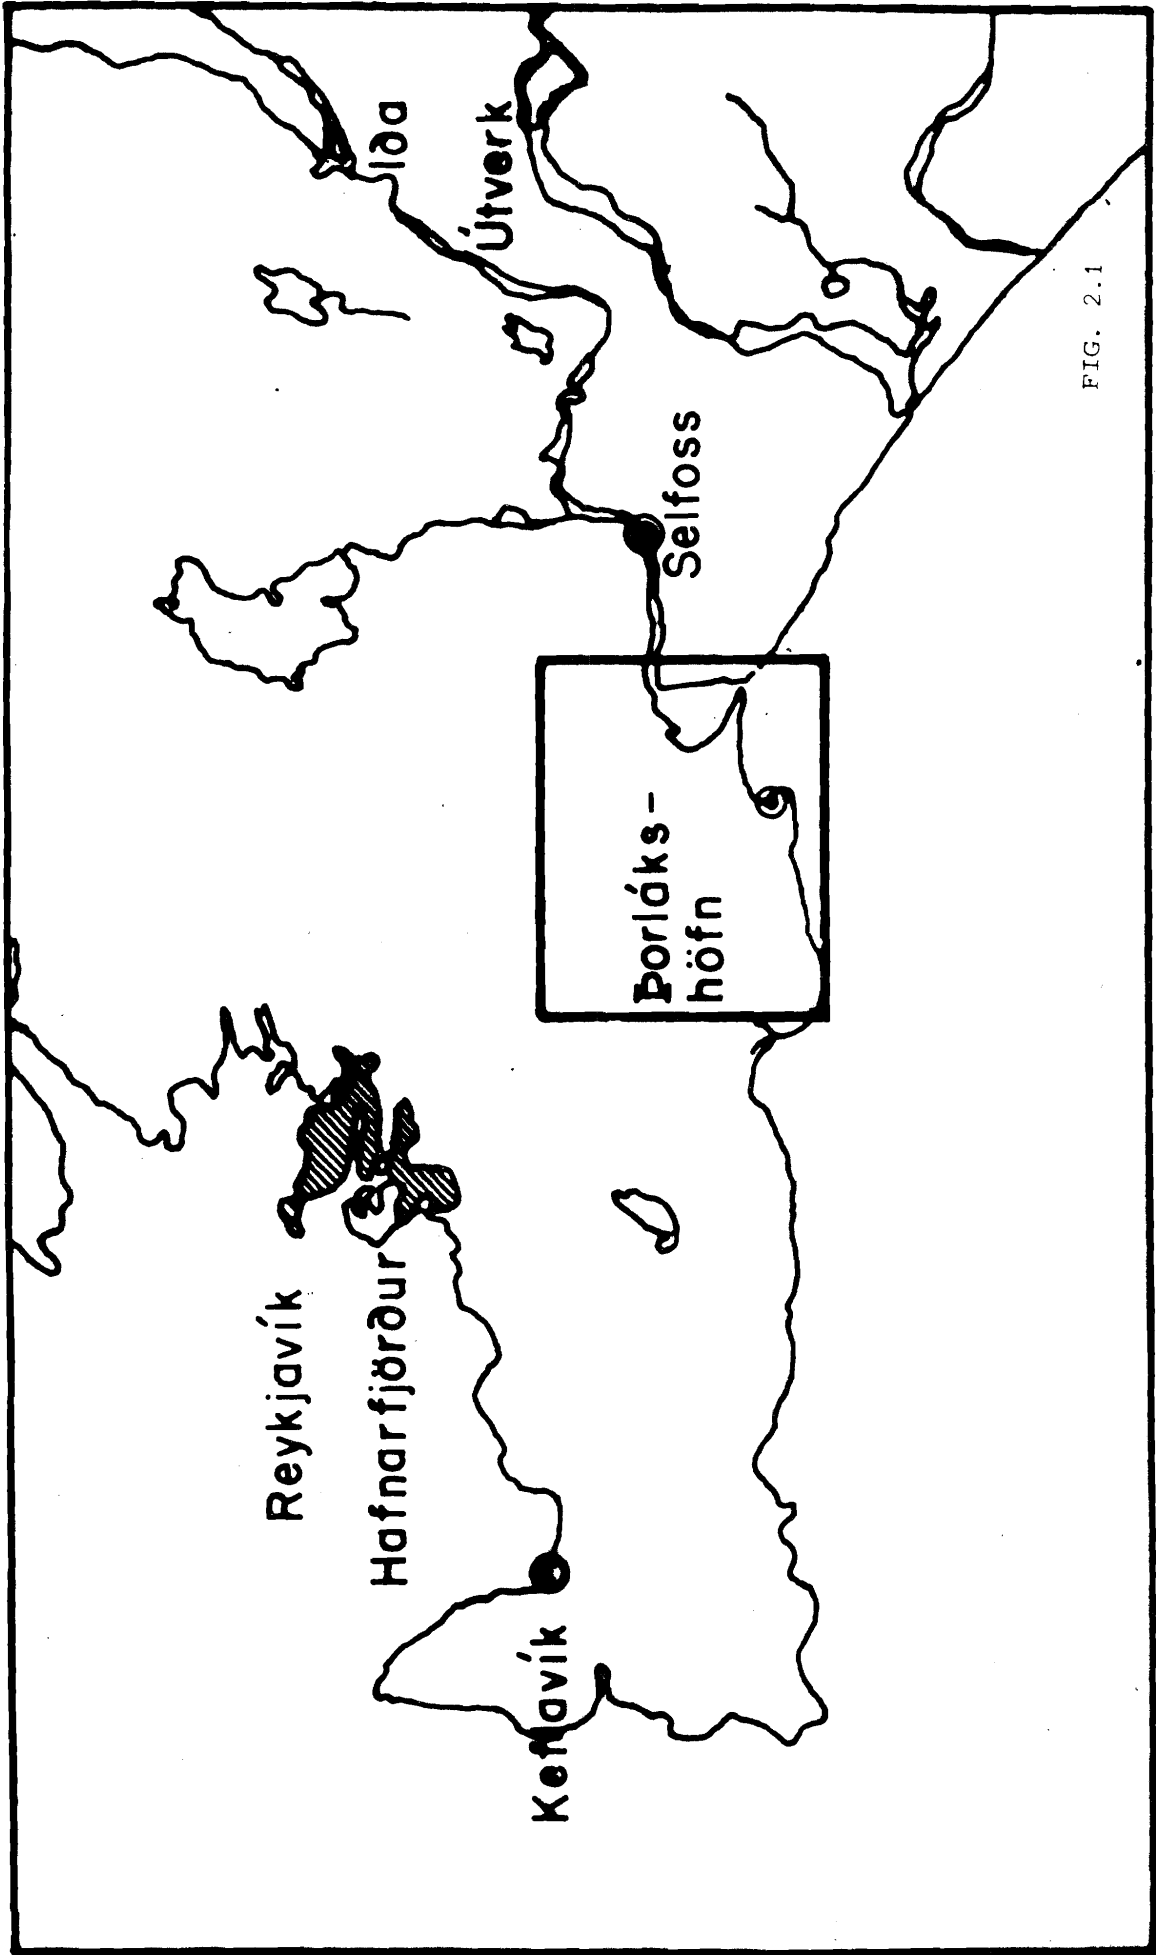 Iða
Útverk
Reykjavík
Hafnarfjörður
Selfoss
Keflavík
Þorláks-
höfn
FIG. 2.1